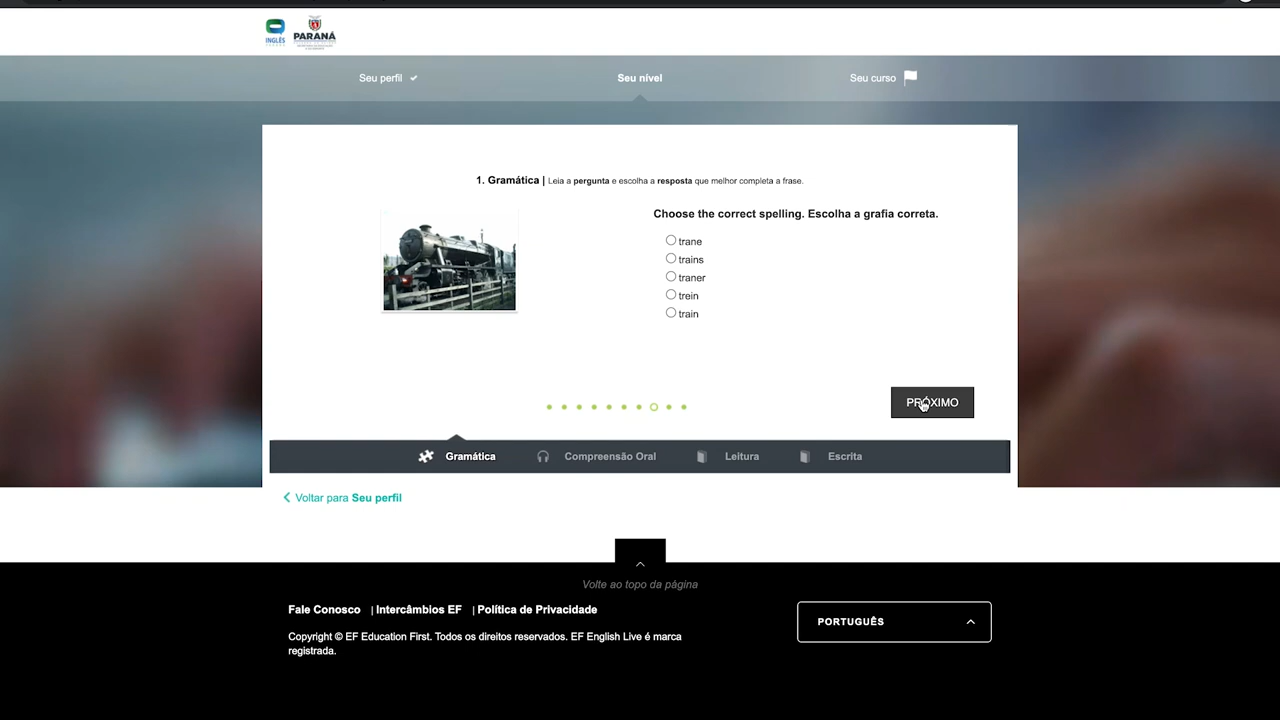 INGLÊS
PARANÁ
Seu perfil
Seu nível
Seu curso
1. Gramática | Leia a pergunta e escolha a resposta que melhor completa a frase.
Choose the correct spelling. Escolha a grafia correta.
trane
trains
traner
trein
train
PRÓXIMO
Gramática
Compreensão Oral
Leitura
Escrita
Voltar para Seu perfil
Volte ao topo da página
Fale Conosco | Intercâmbios EF | Política de Privacidade
PORTUGUÊS
Copyright © EF Education First. Todos os direitos reservados. EF English Live é marca
registrada.